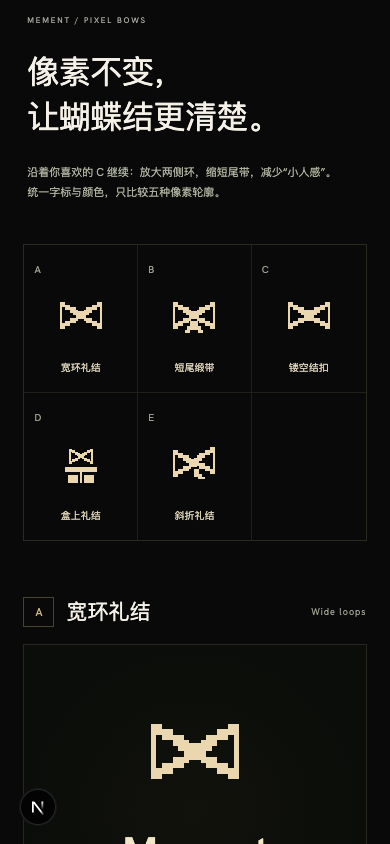 MEMENT / PIXEL BOWS
像素不变，
让蝴蝶结更清楚。
沿着你喜欢的 C 继续：放大两侧环，缩短尾带，减少“小人感”。
统一字标与颜色，只比较五种像素轮廓。
A
宽环礼结
B
短尾缎带
C
镂空结扣
D
盒上礼结
E
斜折礼结
A
宽环礼结
Wide loops
N